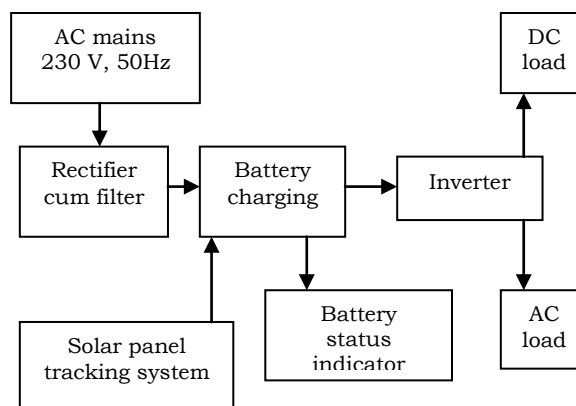 AC mains
230 V, 50Hz
DC
load
Rectifier
cum filter
Battery
charging
Inverter
Solar panel
tracking system
Battery
status
indicator
AC
load